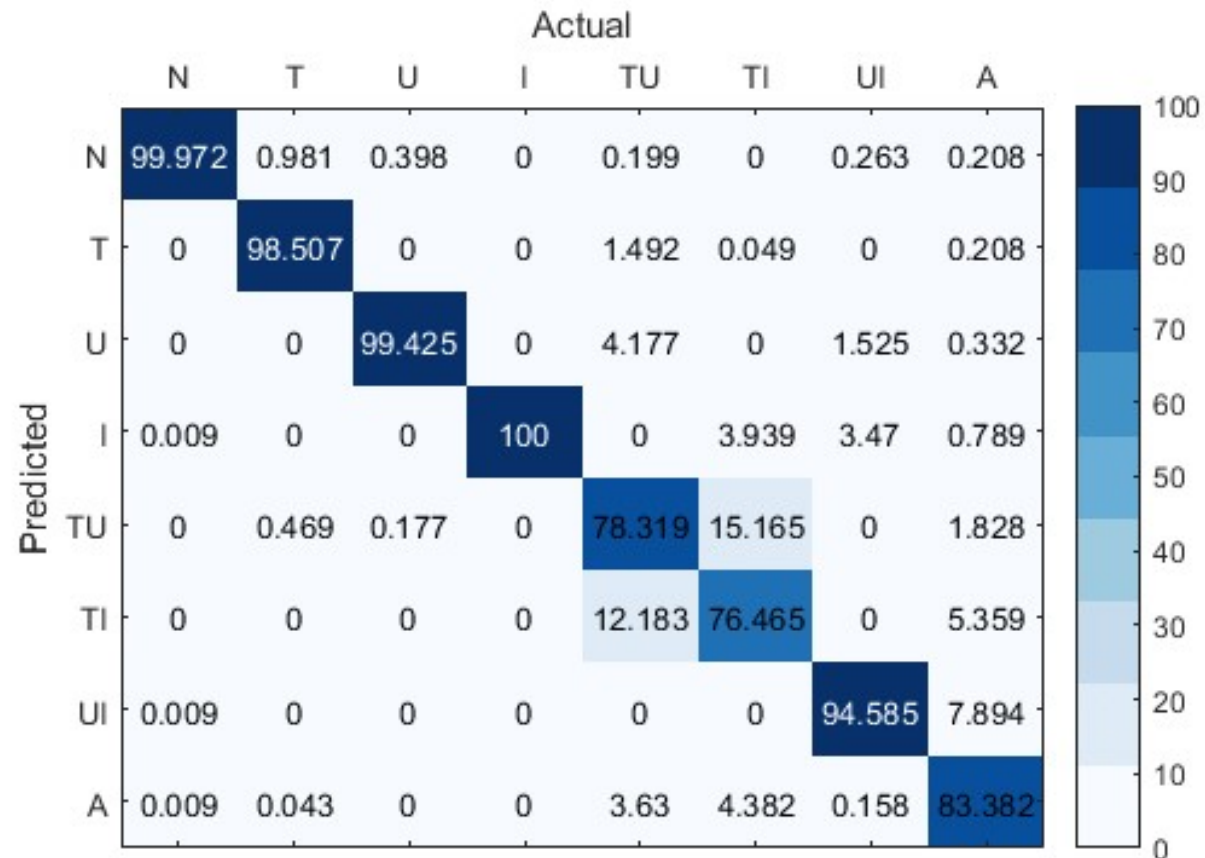 Actual
N T U I TU TI UI A
Predicted
N 99.972 0.981 0.398 0 0.199 0 0.263 0.208
T 0 98.507 0 0 1.492 0.049 0 0.208
U 0 0 99.425 0 4.177 0 1.525 0.332
I 0.009 0 0 100 0 3.939 3.47 0.789
TU 0 0.469 0.177 0 78.319 15.165 0 1.828
TI 0 0 0 0 12.183 76.465 0 5.359
UI 0.009 0 0 0 0 0 94.585 7.894
A 0.009 0.043 0 0 3.63 4.382 0.158 83.382
100
90
80
70
60
50
40
30
20
10
0